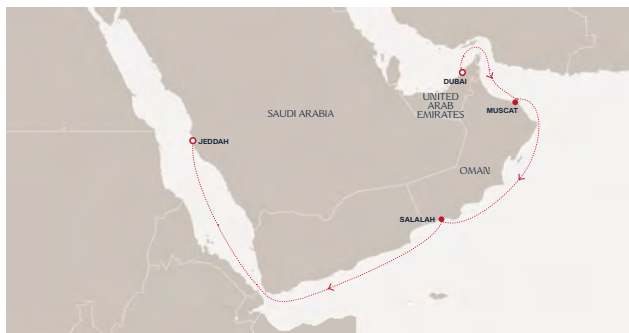 DUBAI
UNITED
ARAB
EMIRATES
MUSCAT
SAUDI ARABIA
JEDDAH
OMAN
SALALAH